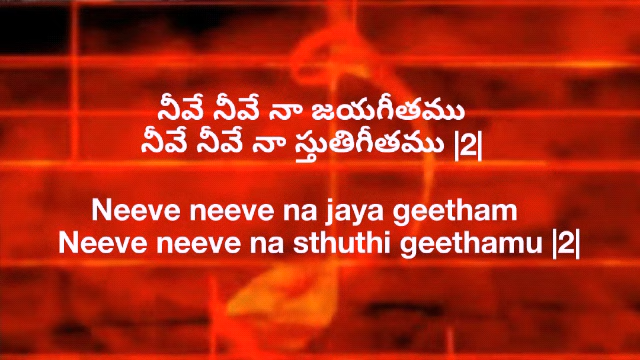 నీవే నీవే నా జయగీతము
నీవే నీవే నా స్తుతిగీతము |2|
Neeve neeve na jaya geetham
Neeve neeve na sthuthi geethamu |2|